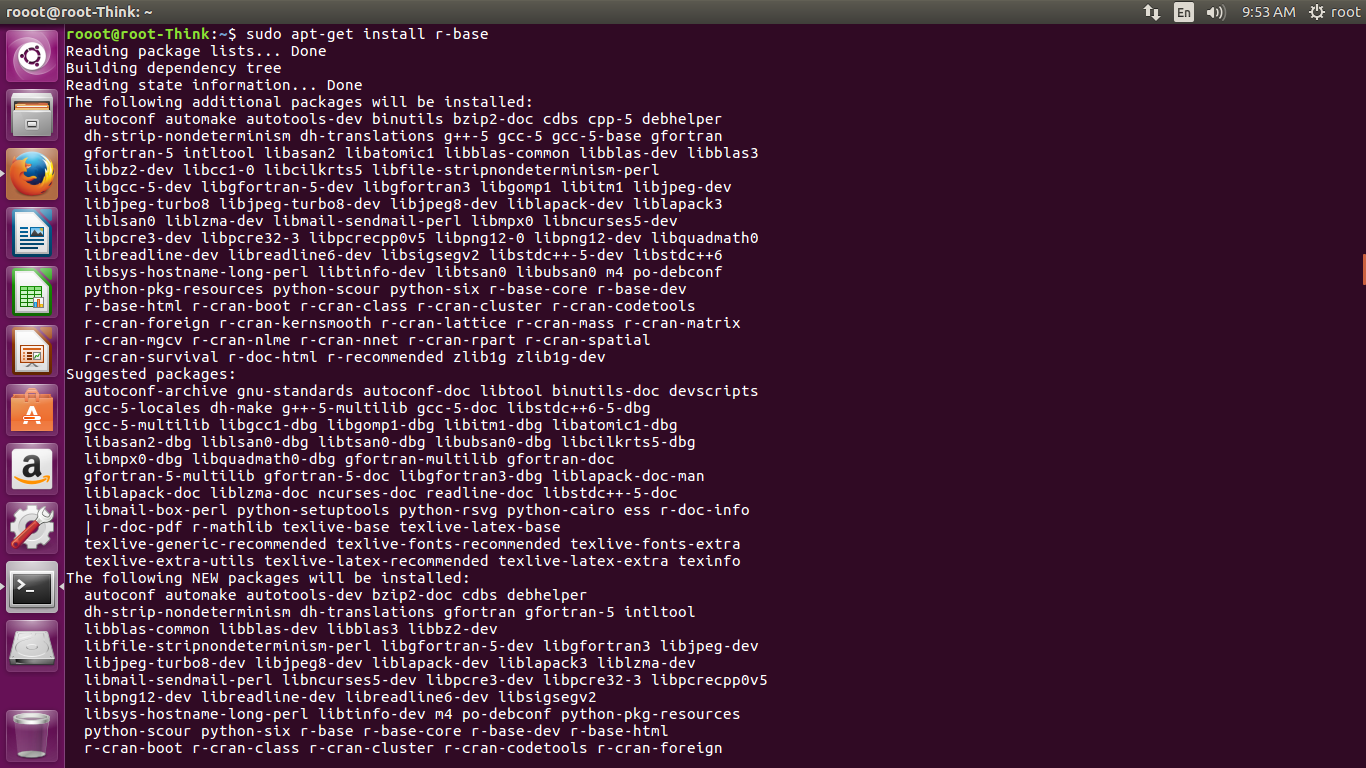 rooot@root-Think: ~
En
9:53 AM
root
rooot@root-Think:~$ sudo apt-get install r-base
Reading package lists... Done
Building dependency tree
Reading state information... Done
The following additional packages will be installed:
autoconf automake autotools-dev binutils bzip2-doc cdbs cpp-5 debhelper
dh-strip-nondeterminism dh-translations g++-5 gcc-5 gcc-5-base gfortran
gfortran-5 intltool libasan2 libatomic1 libblas-common libblas-dev libblas3
libbz2-dev libcc1-0 libcilkrts5 libfile-stripnondeterminism-perl
libgcc-5-dev libgfortran-5-dev libgfortran3 libgomp1 libitm1 libjpeg-dev
libjpeg-turbo8 libjpeg-turbo8-dev libjpeg8-dev liblapack-dev liblapack3
liblsan0 liblzma-dev libmail-sendmail-perl libmpx0 libncurses5-dev
libpcre3-dev libpcre32-3 libpcrecpp0v5 libpng12-0 libpng12-dev libquadmath0
libreadline-dev libreadline6-dev libsigsegv2 libstdc++-5-dev libstdc++6
libsys-hostname-long-perl libtinfo-dev libtsan0 libubsan0 m4 po-debconf
python-pkg-resources python-scour python-six r-base-core r-base-dev
r-base-html r-cran-boot r-cran-class r-cran-cluster r-cran-codetools
r-cran-foreign r-cran-kernsmooth r-cran-lattice r-cran-mass r-cran-matrix
r-cran-mgcv r-cran-nlme r-cran-nnet r-cran-rpart r-cran-spatial
r-cran-survival r-doc-html r-recommended zlib1g zlib1g-dev
Suggested packages:
autoconf-archive gnu-standards autoconf-doc libtool binutils-doc devscripts
gcc-5-locales dh-make g++-5-multilib gcc-5-doc libstdc++6-5-dbg
gcc-5-multilib libgcc1-dbg libgomp1-dbg libitm1-dbg libatomic1-dbg
libasan2-dbg liblsan0-dbg libtsan0-dbg libubsan0-dbg libcilkrts5-dbg
libmpx0-dbg libquadmath0-dbg gfortran-multilib gfortran-doc
gfortran-5-multilib gfortran-5-doc libgfortran3-dbg liblapack-doc-man
liblapack-doc liblzma-doc ncurses-doc readline-doc libstdc++-5-doc
libmail-box-perl python-setuptools python-rsvg python-cairo ess r-doc-info
| r-doc-pdf r-mathlib texlive-base texlive-latex-base
texlive-generic-recommended texlive-fonts-recommended texlive-fonts-extra
texlive-extra-utils texlive-latex-recommended texlive-latex-extra texinfo
The following NEW packages will be installed:
autoconf automake autotools-dev bzip2-doc cdbs debhelper
dh-strip-nondeterminism dh-translations gfortran gfortran-5 intltool
libblas-common libblas-dev libblas3 libbz2-dev
libfile-stripnondeterminism-perl libgfortran-5-dev libgfortran3 libjpeg-dev
libjpeg-turbo8-dev libjpeg8-dev liblapack-dev liblapack3 liblzma-dev
libmail-sendmail-perl libncurses5-dev libpcre3-dev libpcre32-3 libpcrecpp0v5
libpng12-dev libreadline-dev libreadline6-dev libsigsegv2
libsys-hostname-long-perl libtinfo-dev m4 po-debconf python-pkg-resources
python-scour python-six r-base r-base-core r-base-dev r-base-html
r-cran-boot r-cran-class r-cran-cluster r-cran-codetools r-cran-foreign